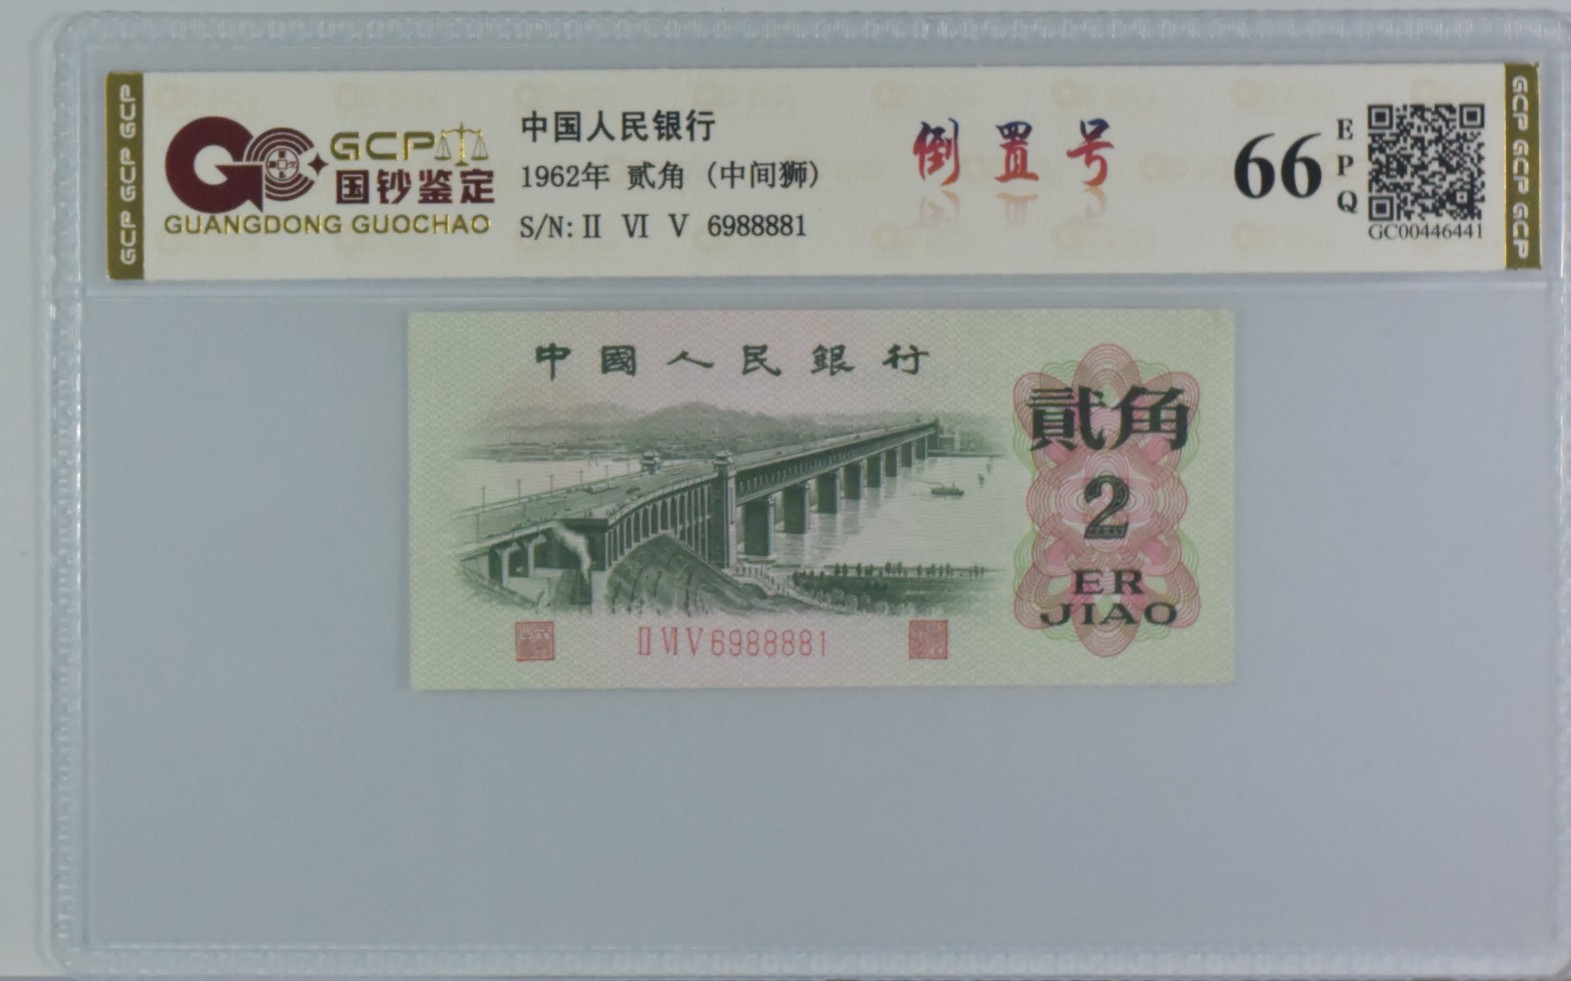 GCP GCP GCP
GCP
国钞鉴定
GUANGDONG GUOCHAO
中国人民银行
1962年 贰角 (中间狮)
S/N: II VI V 6988881
倒置号
66
EPQ
GC00446441
GCP GCP GCP
中國人民銀行
貳角
2
ER
JIAO
II VI V 6988881